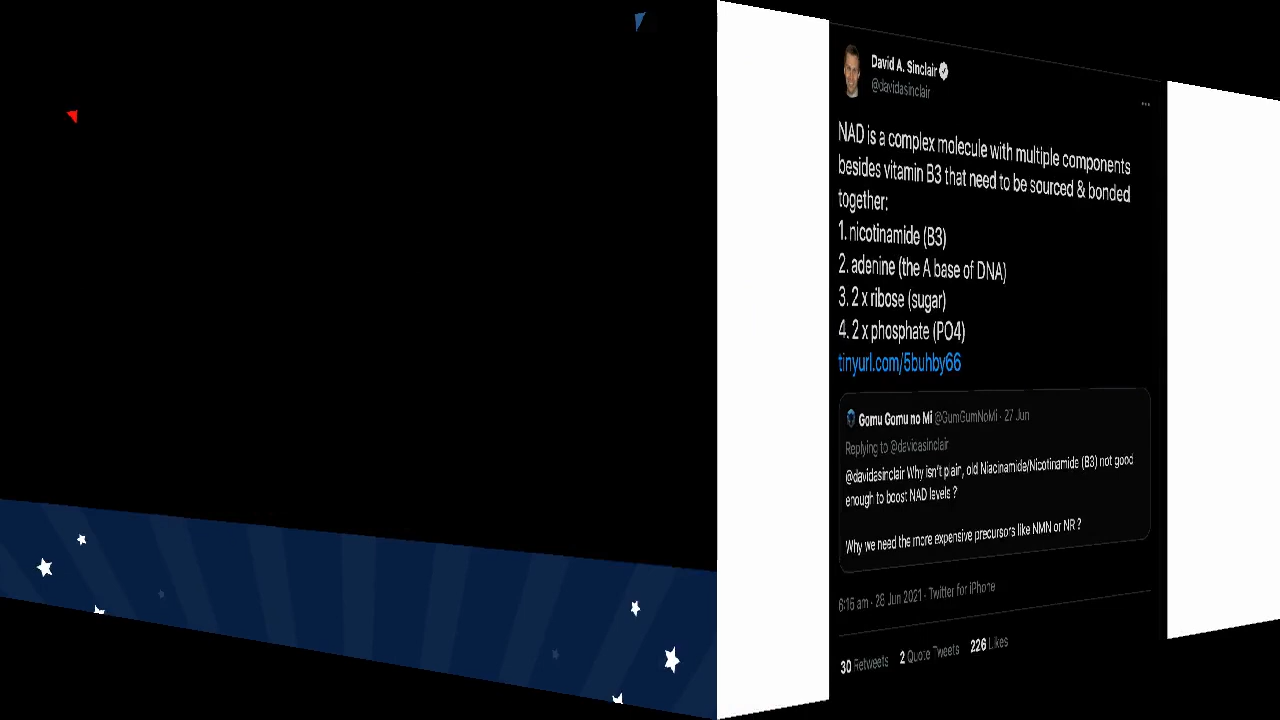 David A. Sinclair
@davidasinclair
NAD is a complex molecule with multiple components
besides vitamin B3 that need to be sourced & bonded
together:
1. nicotinamide (B3)
2. adenine (the A base of DNA)
3. 2 x ribose (sugar)
4. 2 x phosphate (PO4)
tinyurl.com/5buhby66
Gomu Gomu no Mi @GumGumNoMi · 27 Jun
Replying to @davidasinclair
@davidasinclair Why isn't plain, old Niacinamide/Nicotinamide (B3) not good
enough to boost NAD levels ?
Why we need the more expensive precursors like NMN or NR ?
6:15 am · 28 Jun 2021 · Twitter for iPhone
30 Retweets 2 Quote Tweets 226 Likes